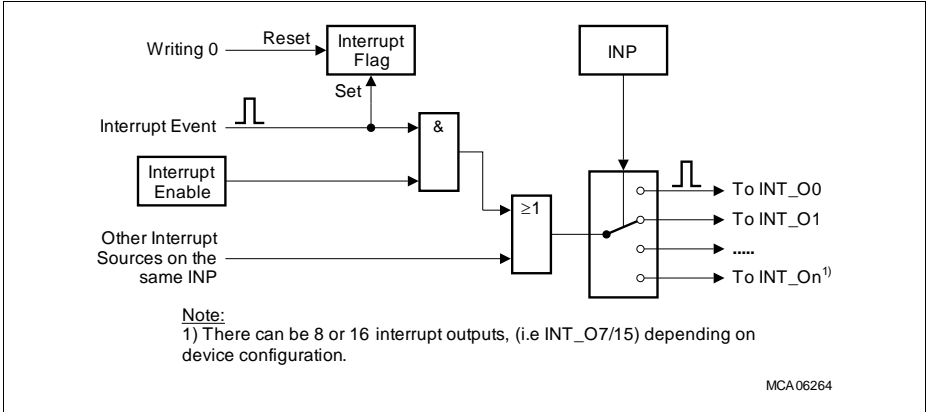 Writing 0
Reset
Interrupt
Flag
INP
Set
Interrupt Event
&
Interrupt
Enable
≥1
To INT_O0
To INT_O1
.....
To INT_On1)
Other Interrupt
Sources on the
same INP
Note:
1) There can be 8 or 16 interrupt outputs, (i.e INT_O7/15) depending on
device configuration.
MCA06264